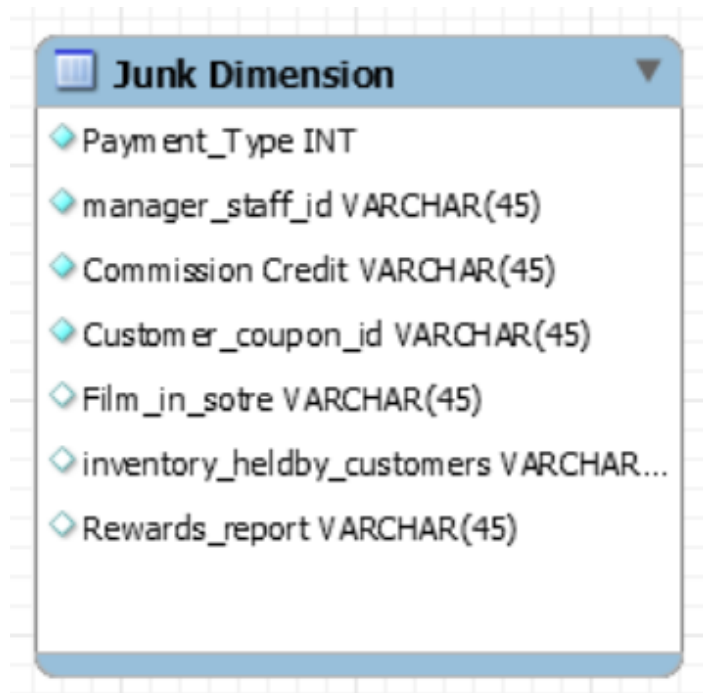 Junk Dimension
Payment_Type INT
manager_staff_id VARCHAR(45)
Commission Credit VARCHAR(45)
Customer_coupon_id VARCHAR(45)
Film_in_sotre VARCHAR(45)
inventory_heldby_customers VARCHAR...
Rewards_report VARCHAR(45)